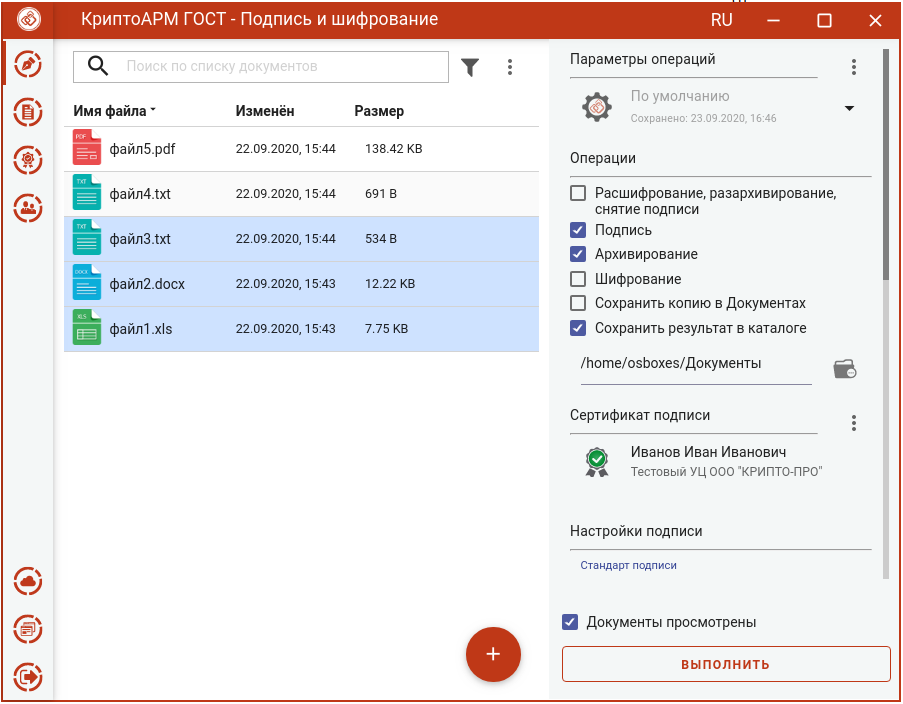 КриптоАРМ ГОСТ - Подпись и шифрование
RU
Поиск по списку документов
Имя файла
Изменён
Размер
PDF
файл5.pdf
22.09.2020, 15:44
138.42 KB
TXT
файл4.txt
22.09.2020, 15:44
691 B
TXT
файл3.txt
22.09.2020, 15:44
534 B
DOCX
файл2.docx
22.09.2020, 15:43
12.22 KB
XLS
файл1.xls
22.09.2020, 15:43
7.75 KB
Параметры операций
По умолчанию
Сохранено: 23.09.2020, 16:46
Операции
Расшифрование, разархивирование,
снятие подписи
Подпись
Архивирование
Шифрование
Сохранить копию в Документах
Сохранить результат в каталоге
/home/osboxes/Документы
Сертификат подписи
Иванов Иван Иванович
Тестовый УЦ ООО "КРИПТО-ПРО"
Настройки подписи
Стандарт подписи
Документы просмотрены
ВЫПОЛНИТЬ